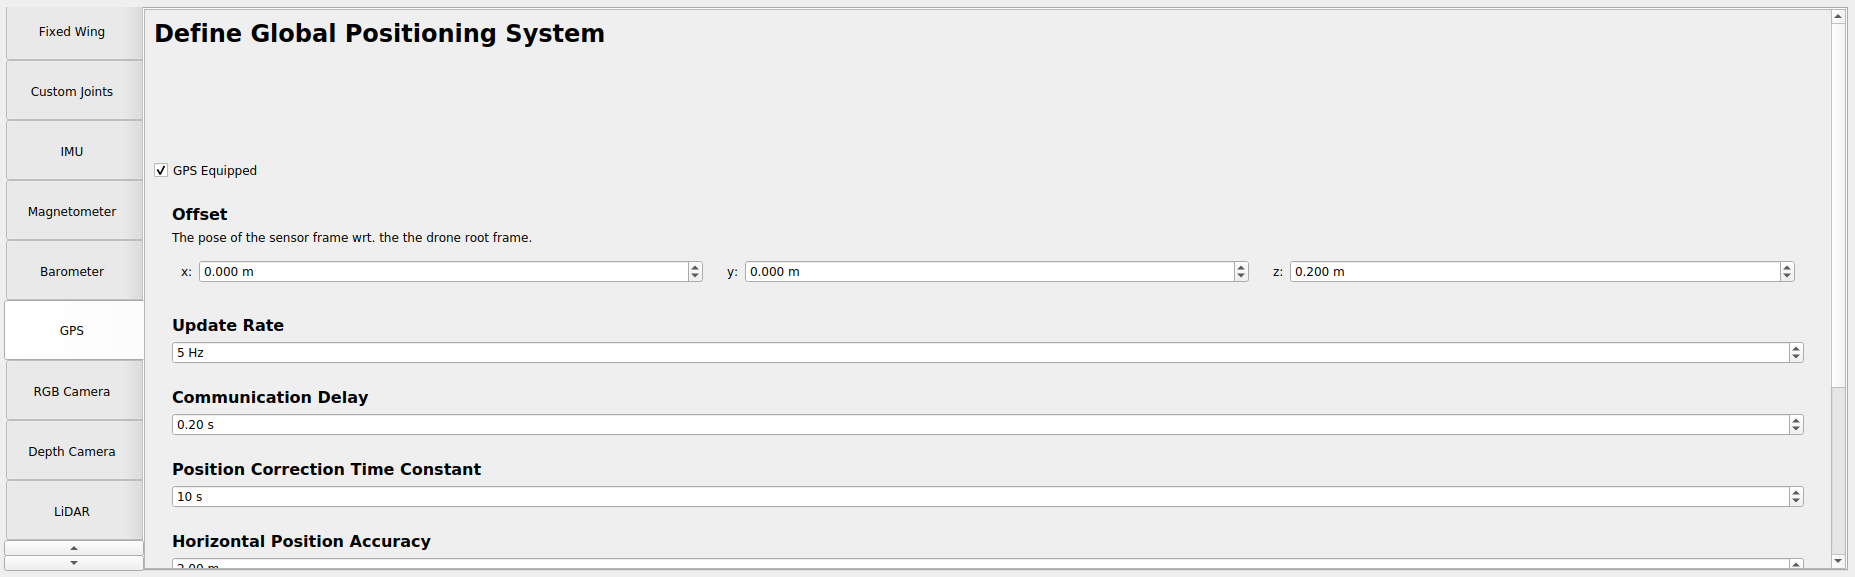 Fixed Wing
Custom Joints
IMU
Magnetometer
Barometer
GPS
RGB Camera
Depth Camera
LiDAR
Define Global Positioning System
GPS Equipped
Offset
The pose of the sensor frame wrt. the the drone root frame.
x: 0.000 m y: 0.000 m z: 0.200 m
Update Rate
5 Hz
Communication Delay
0.20 s
Position Correction Time Constant
10 s
Horizontal Position Accuracy
2.00 m